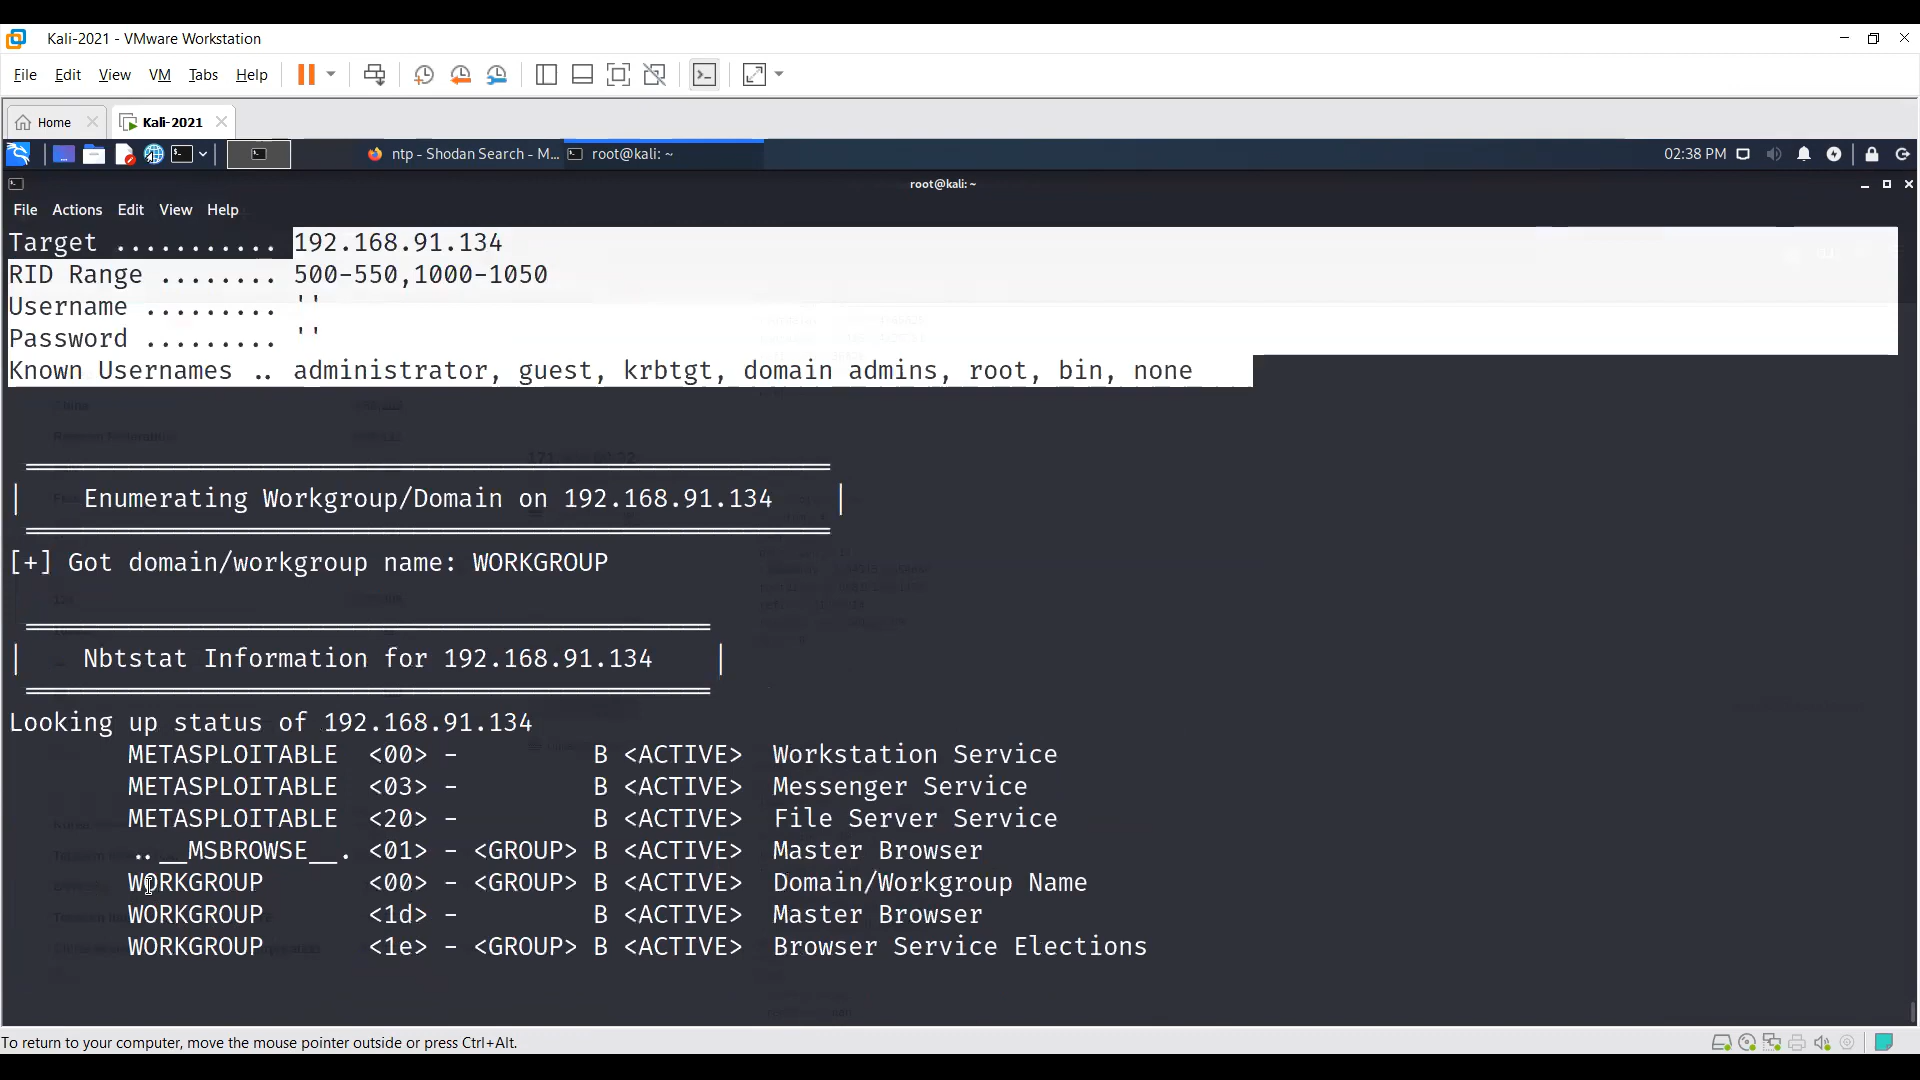 Kali-2021 - VMware Workstation
File Edit View VM Tabs Help
Home Kali-2021
ntp - Shodan Search - M... root@kali: ~ 02:38 PM
root@kali: ~
File Actions Edit View Help
Target ........... 192.168.91.134
RID Range ........ 500-550,1000-1050
Username ......... ''
Password ......... ''
Known Usernames .. administrator, guest, krbtgt, domain admins, root, bin, none
| Enumerating Workgroup/Domain on 192.168.91.134 |
[+] Got domain/workgroup name: WORKGROUP
| Nbtstat Information for 192.168.91.134 |
Looking up status of 192.168.91.134
METASPLOITABLE <00> - B <ACTIVE> Workstation Service
METASPLOITABLE <03> - B <ACTIVE> Messenger Service
METASPLOITABLE <20> - B <ACTIVE> File Server Service
..__MSBROWSE__. <01> - <GROUP> B <ACTIVE> Master Browser
WORKGROUP <00> - <GROUP> B <ACTIVE> Domain/Workgroup Name
WORKGROUP <1d> - B <ACTIVE> Master Browser
WORKGROUP <1e> - <GROUP> B <ACTIVE> Browser Service Elections
To return to your computer, move the mouse pointer outside or press Ctrl+Alt.